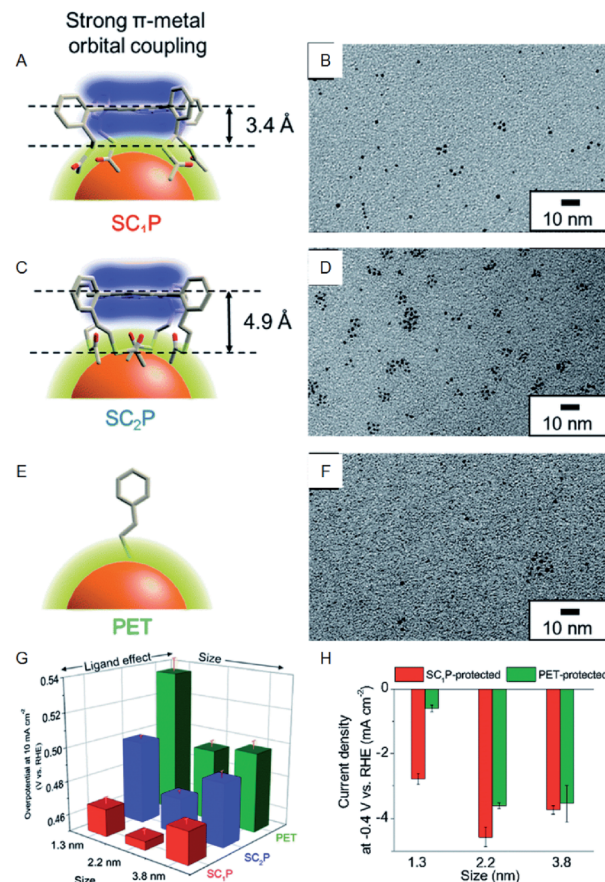 Strong π-metal
orbital coupling
A
3.4 Å
SC₁P
B
10 nm
C
4.9 Å
SC₂P
D
10 nm
E
PET
F
10 nm
G
Ligand effect
Size
0.54
0.52
0.50
0.48
0.46
Overpotential at 10 mA cm⁻²
(V vs. RHE)
1.3 nm
2.2 nm
3.8 nm
Size
SC₁P
SC₂P
PET
H
SC₁P-protected
PET-protected
0
-2
-4
Current density
at -0.4 V vs. RHE (mA cm⁻²)
1.3
2.2
3.8
Size (nm)